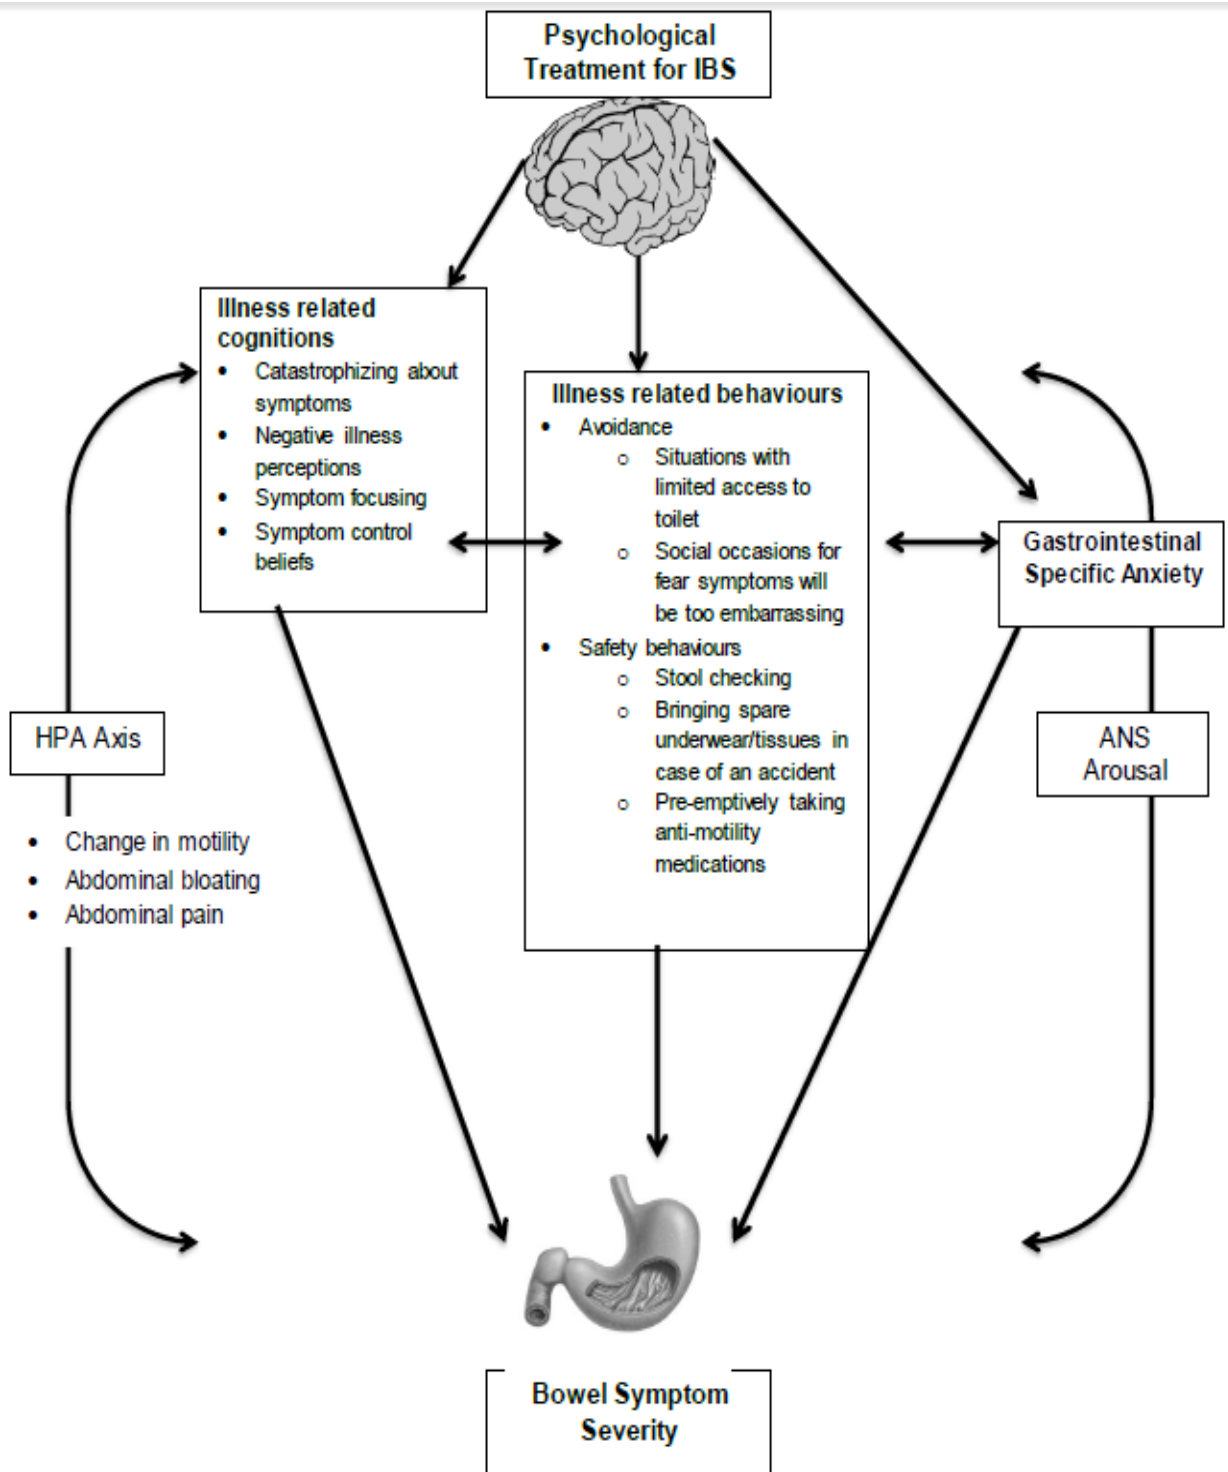 Psychological
Treatment for IBS
Illness related
cognitions
• Catastrophizing about
symptoms
• Negative illness
perceptions
• Symptom focusing
• Symptom control
beliefs
Illness related behaviours
• Avoidance
o Situations with
limited access to
toilet
o Social occasions for
fear symptoms will
be too embarrassing
• Safety behaviours
o Stool checking
o Bringing spare
underwear/tissues in
case of an accident
o Pre-emptively taking
anti-motility
medications
Gastrointestinal
Specific Anxiety
HPA Axis
• Change in motility
• Abdominal bloating
• Abdominal pain
ANS
Arousal
Bowel Symptom
Severity